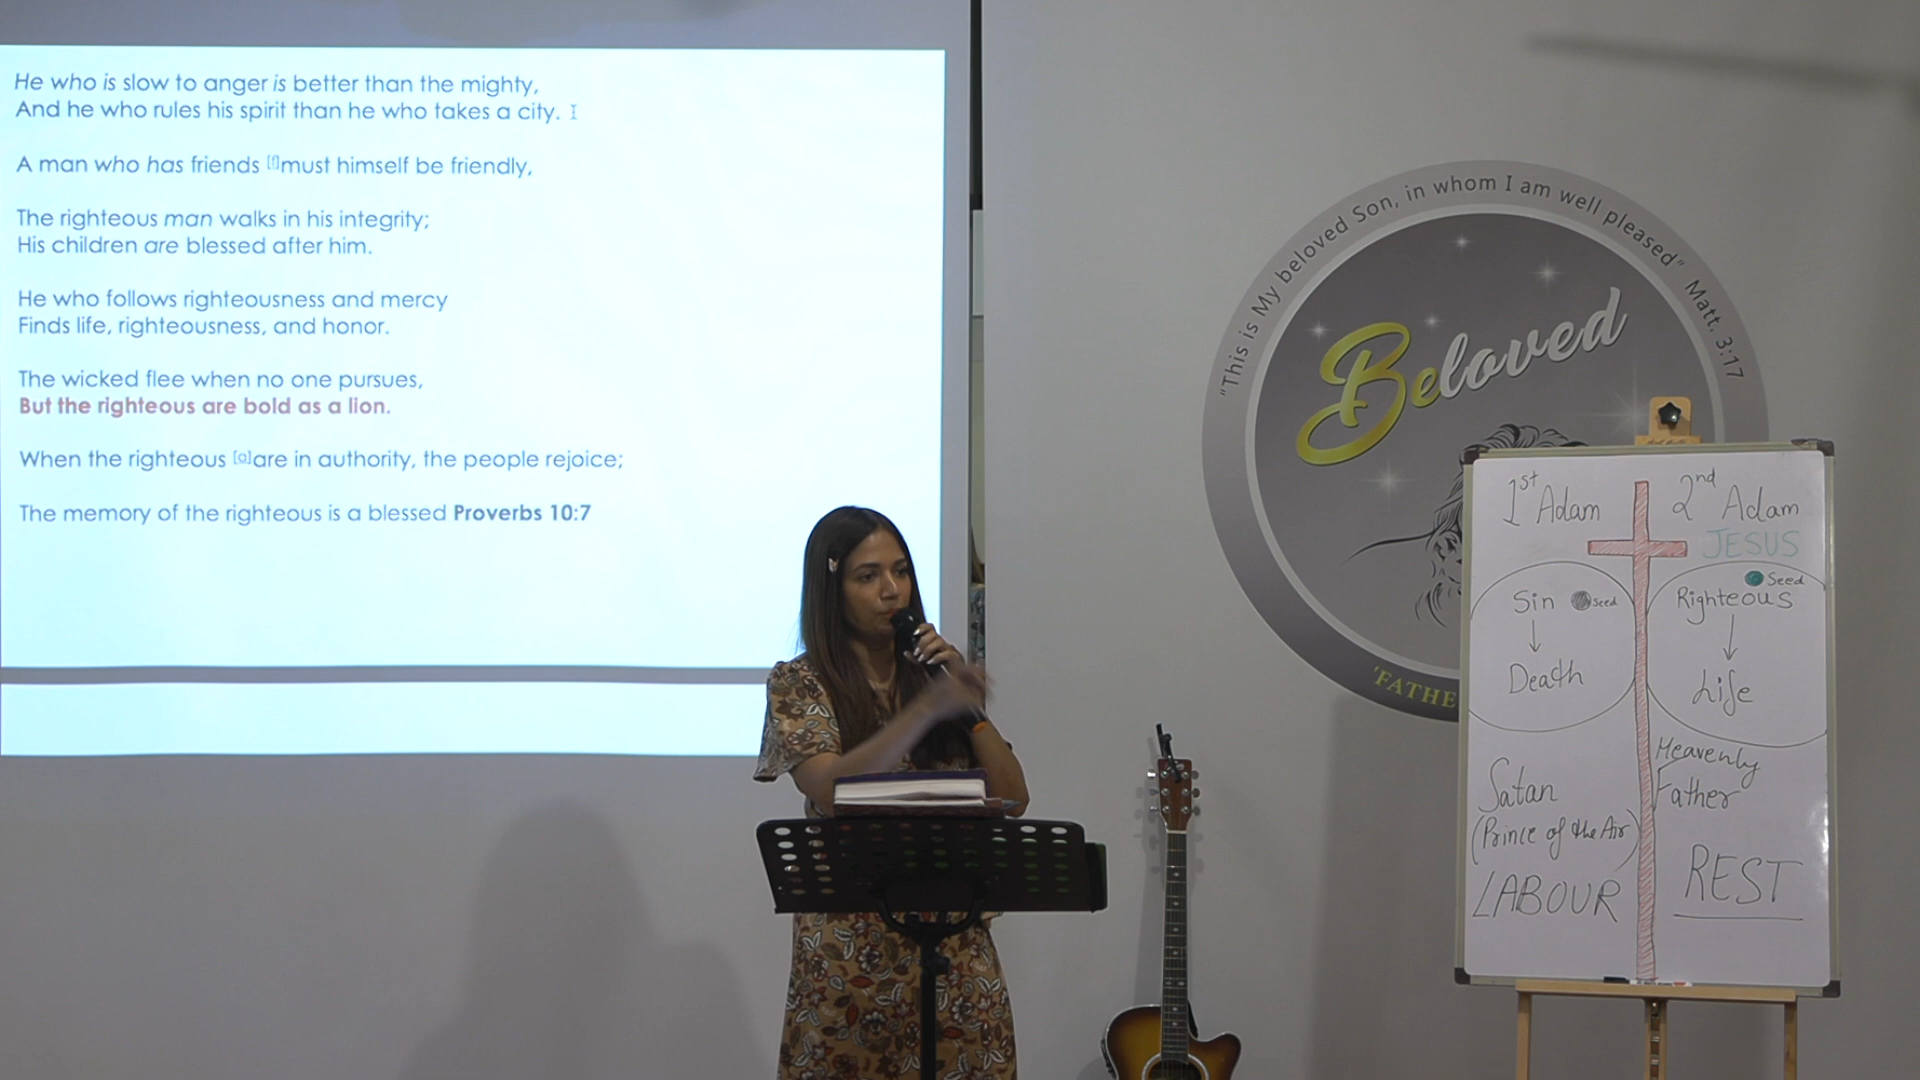 He who is slow to anger is better than the mighty,
And he who rules his spirit than he who takes a city.
A man who has friends [f]must himself be friendly,
The righteous man walks in his integrity;
His children are blessed after him.
He who follows righteousness and mercy
Finds life, righteousness, and honor.
The wicked flee when no one pursues,
But the righteous are bold as a lion.
When the righteous [a]are in authority, the people rejoice;
The memory of the righteous is a blessed Proverbs 10:7
"This is My beloved Son, in whom I am well pleased" Matt. 3:17
Beloved
'FATHE
1st Adam
2nd Adam
JESUS
Sin Seed
Death
Seed
Righteous
Life
Satan
(Prince of the Air)
LABOUR
Heavenly
Father
REST